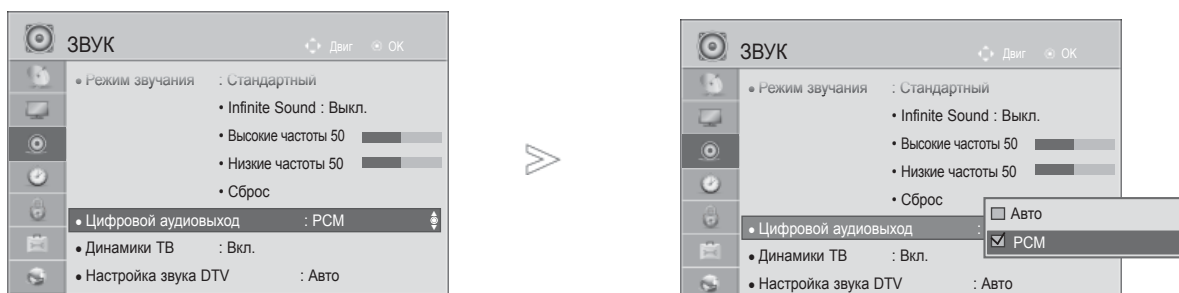 ЗВУК
Двиг OK
• Режим звучания : Стандартный
• Infinite Sound : Выкл.
• Высокие частоты 50
• Низкие частоты 50
• Сброс
• Цифровой аудиовыход : PCM
• Динамики ТВ : Вкл.
• Настройка звука DTV : Авто
ЗВУК
Двиг OK
• Режим звучания : Стандартный
• Infinite Sound : Выкл.
• Высокие частоты 50
• Низкие частоты 50
• Сброс
• Цифровой аудиовыход :
Авто
PCM
• Динамики ТВ : Вкл.
• Настройка звука DTV : Авто